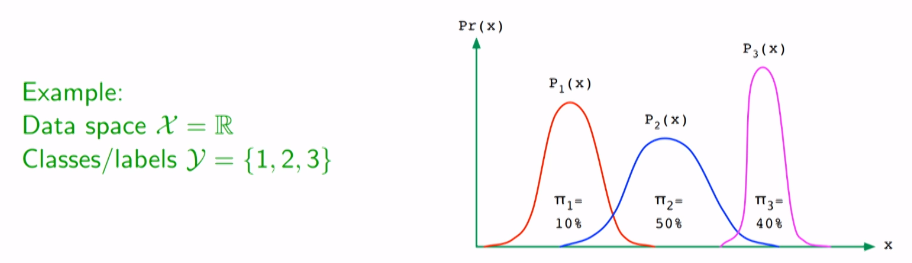 Example:
Data space 𝒳 = ℝ
Classes/labels 𝒴 = {1, 2, 3}
Pr(x)
P₁(x)
P₂(x)
P₃(x)
π₁=
10%
π₂=
50%
π₃=
40%
x